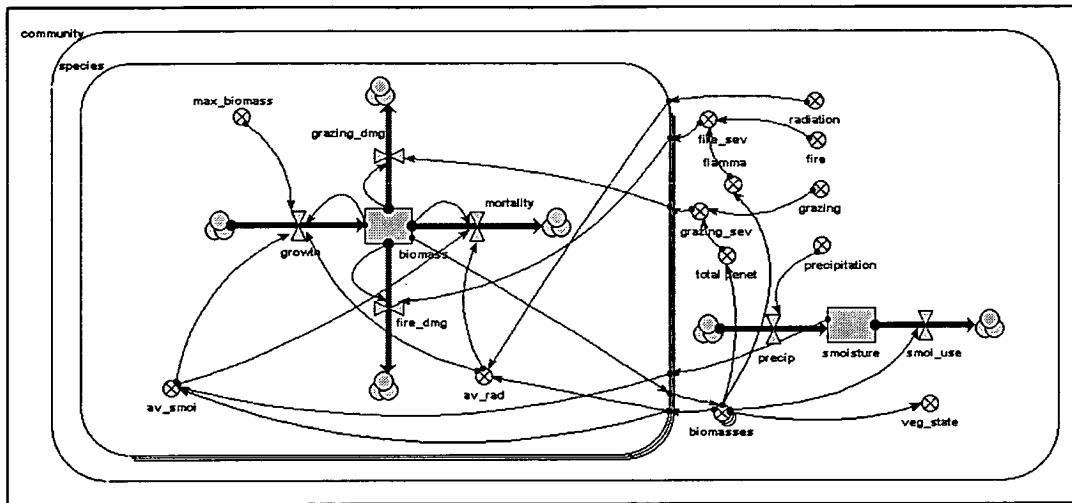 community
species
max_biomass
grazing_dmg
radiation
fire_sev
fire
flamma
grazing
mortality
grazing_sev
growth
biomass
total_
precipitation
fire_dmg
precip
smoisture
smoi_use
av_smoi
av_rad
biomasses
veg_state